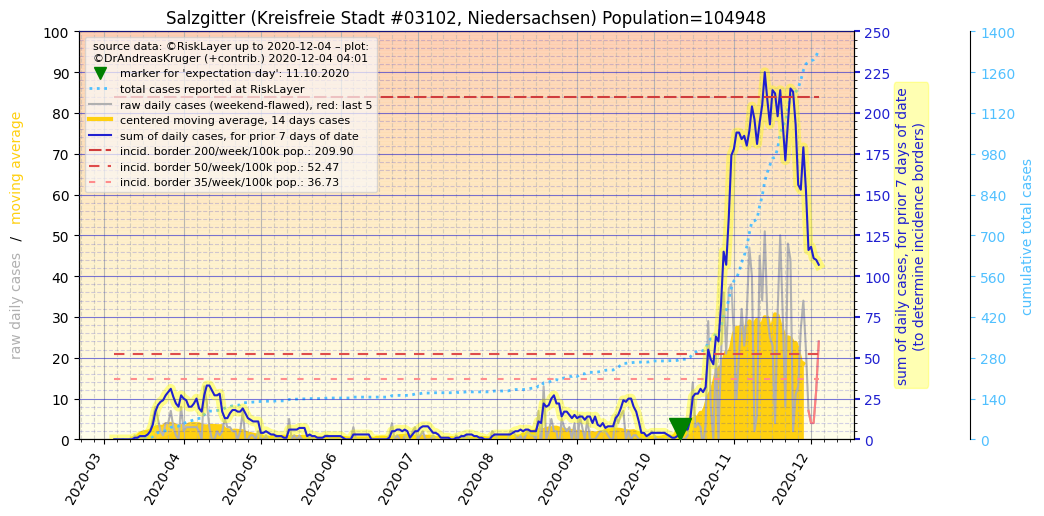 Salzgitter (Kreisfreie Stadt #03102, Niedersachsen) Population=104948
source data: ©RiskLayer up to 2020-12-04 – plot:
©DrAndreasKruger (+contrib.) 2020-12-04 04:01
marker for 'expectation day': 11.10.2020
total cases reported at RiskLayer
raw daily cases (weekend-flawed), red: last 5
centered moving average, 14 days cases
sum of daily cases, for prior 7 days of date
incid. border 200/week/100k pop.: 209.90
incid. border 50/week/100k pop.: 52.47
incid. border 35/week/100k pop.: 36.73
raw daily cases / moving average
100
90
80
70
60
50
40
30
20
10
0
250
225
200
175
150
125
100
75
50
25
0
sum of daily cases, for prior 7 days of date
(to determine incidence borders)
1400
1260
1120
980
840
700
560
420
280
140
0
cumulative total cases
2020-03
2020-04
2020-05
2020-06
2020-07
2020-08
2020-09
2020-10
2020-11
2020-12